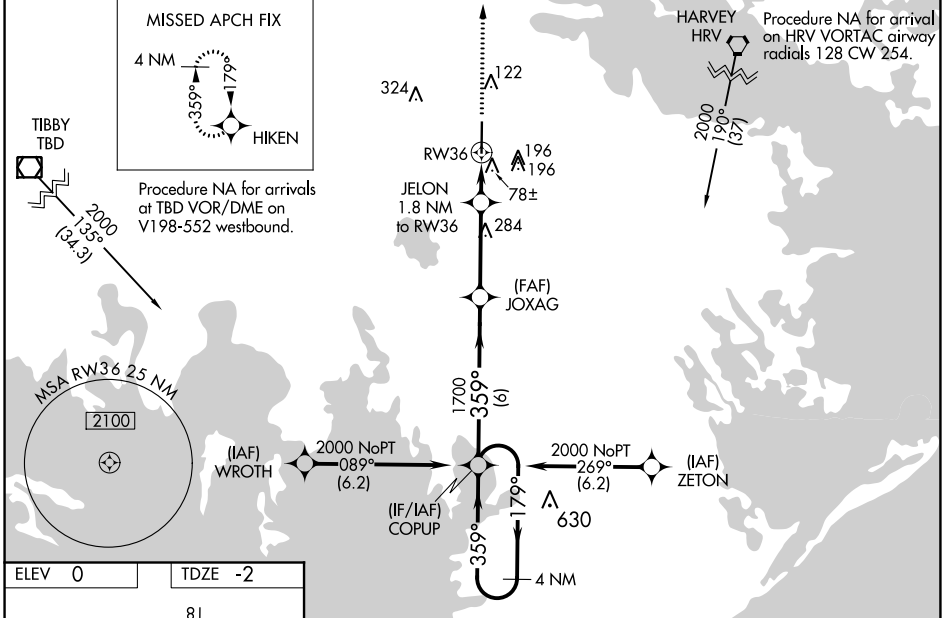 MISSED APCH FIX
4 NM
359°
179°
HIKEN
Procedure NA for arrivals
at TBD VOR/DME on
V198-552 westbound.
TIBBY
TBD
2000
135°
(34.3)
324
122
RW36
196
196
78±
JELON
1.8 NM
to RW36
284
HARVEY
HRV
Procedure NA for arrival
on HRV VORTAC airway
radials 128 CW 254.
2000
190°
(37)
(FAF)
JOXAG
1700
359°
(6)
MSA RW36 25 NM
2100
(IAF)
WROTH
2000 NoPT
089°
(6.2)
(IF/IAF)
COPUP
2000 NoPT
269°
(6.2)
(IAF)
ZETON
179°
359°
630
4 NM
ELEV 0
TDZE -2